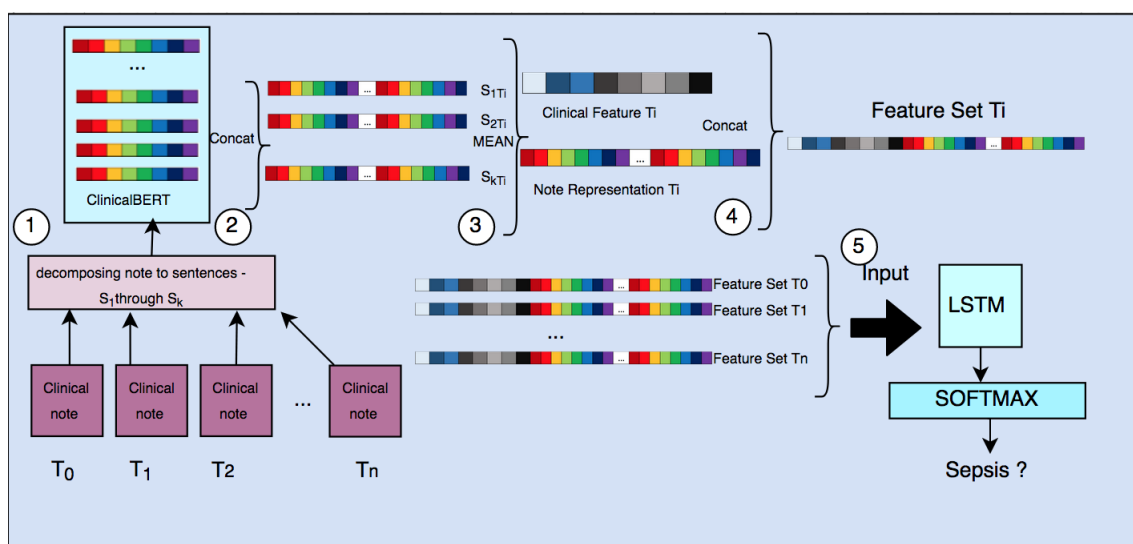 ...
ClinicalBERT
1
2
Concat
...
S1Ti
...
S2Ti
MEAN
...
SkTi
3
Clinical Feature Ti
...
Note Representation Ti
Concat
4
Feature Set Ti
...
decomposing note to sentences -
S1through Sk
Clinical
note
Clinical
note
Clinical
note
...
Clinical
note
T0
T1
T2
Tn
... Feature Set T0
... Feature Set T1
...
... Feature Set Tn
5
Input
LSTM
SOFTMAX
Sepsis ?